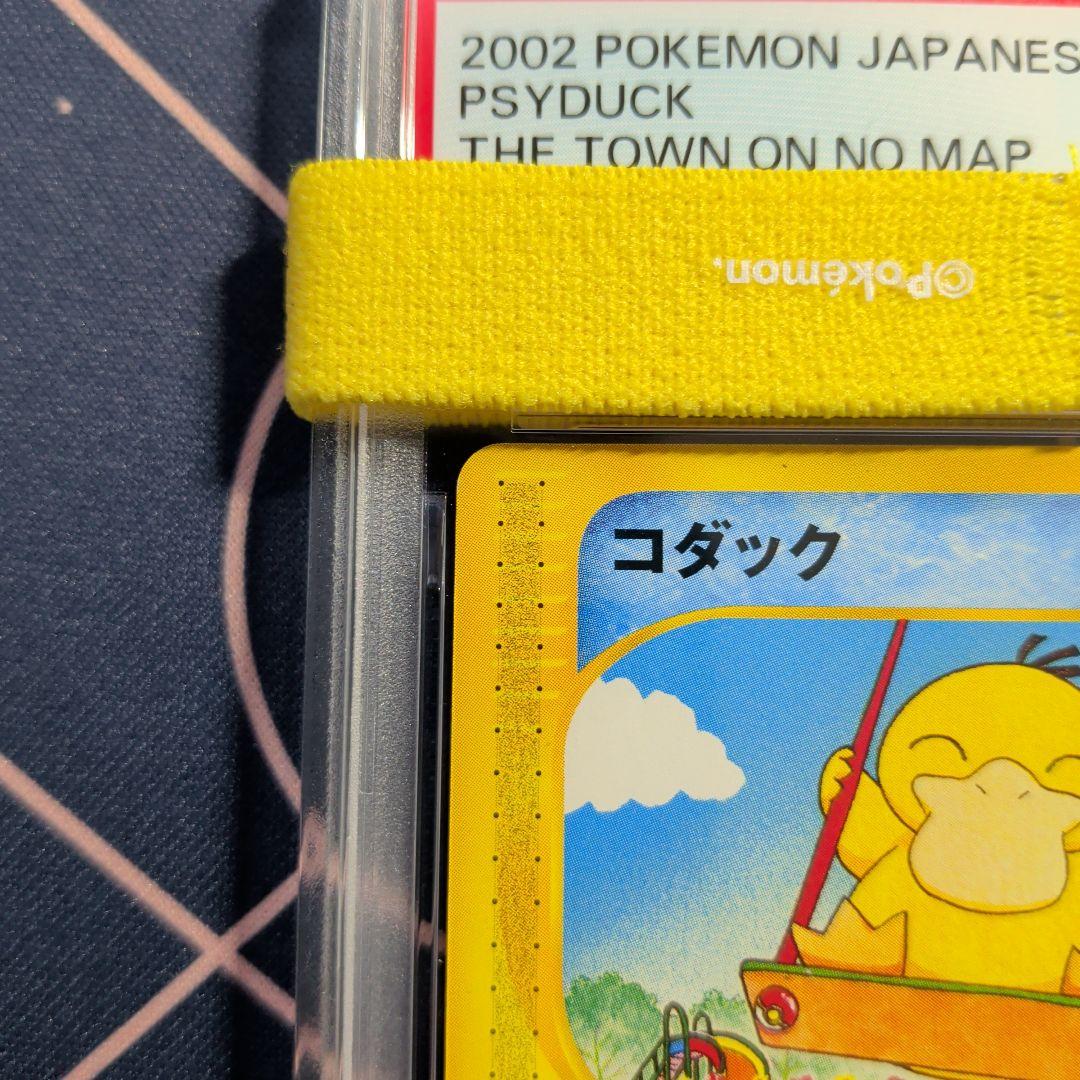 2002 POKEMON JAPANES
PSYDUCK
THE TOWN ON NO MAP
©Pokémon.
コダック